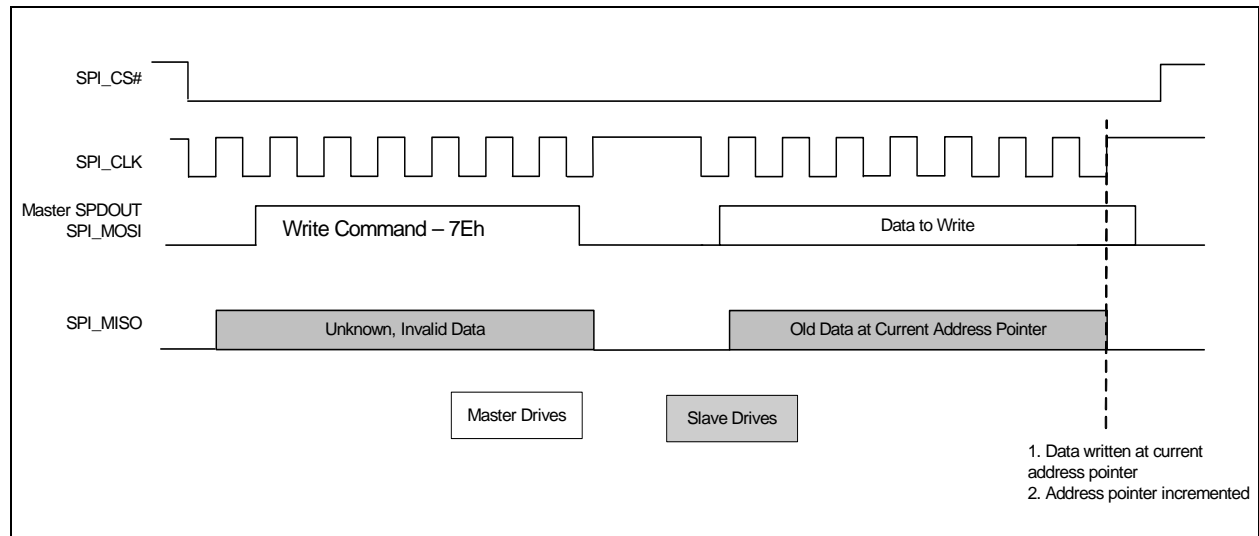 SPI_CS#
SPI_CLK
Master SPDOUT
SPI_MOSI
Write Command – 7Eh
Data to Write
SPI_MISO
Unknown, Invalid Data
Old Data at Current Address Pointer
Master Drives
Slave Drives
1. Data written at current
address pointer
2. Address pointer incremented